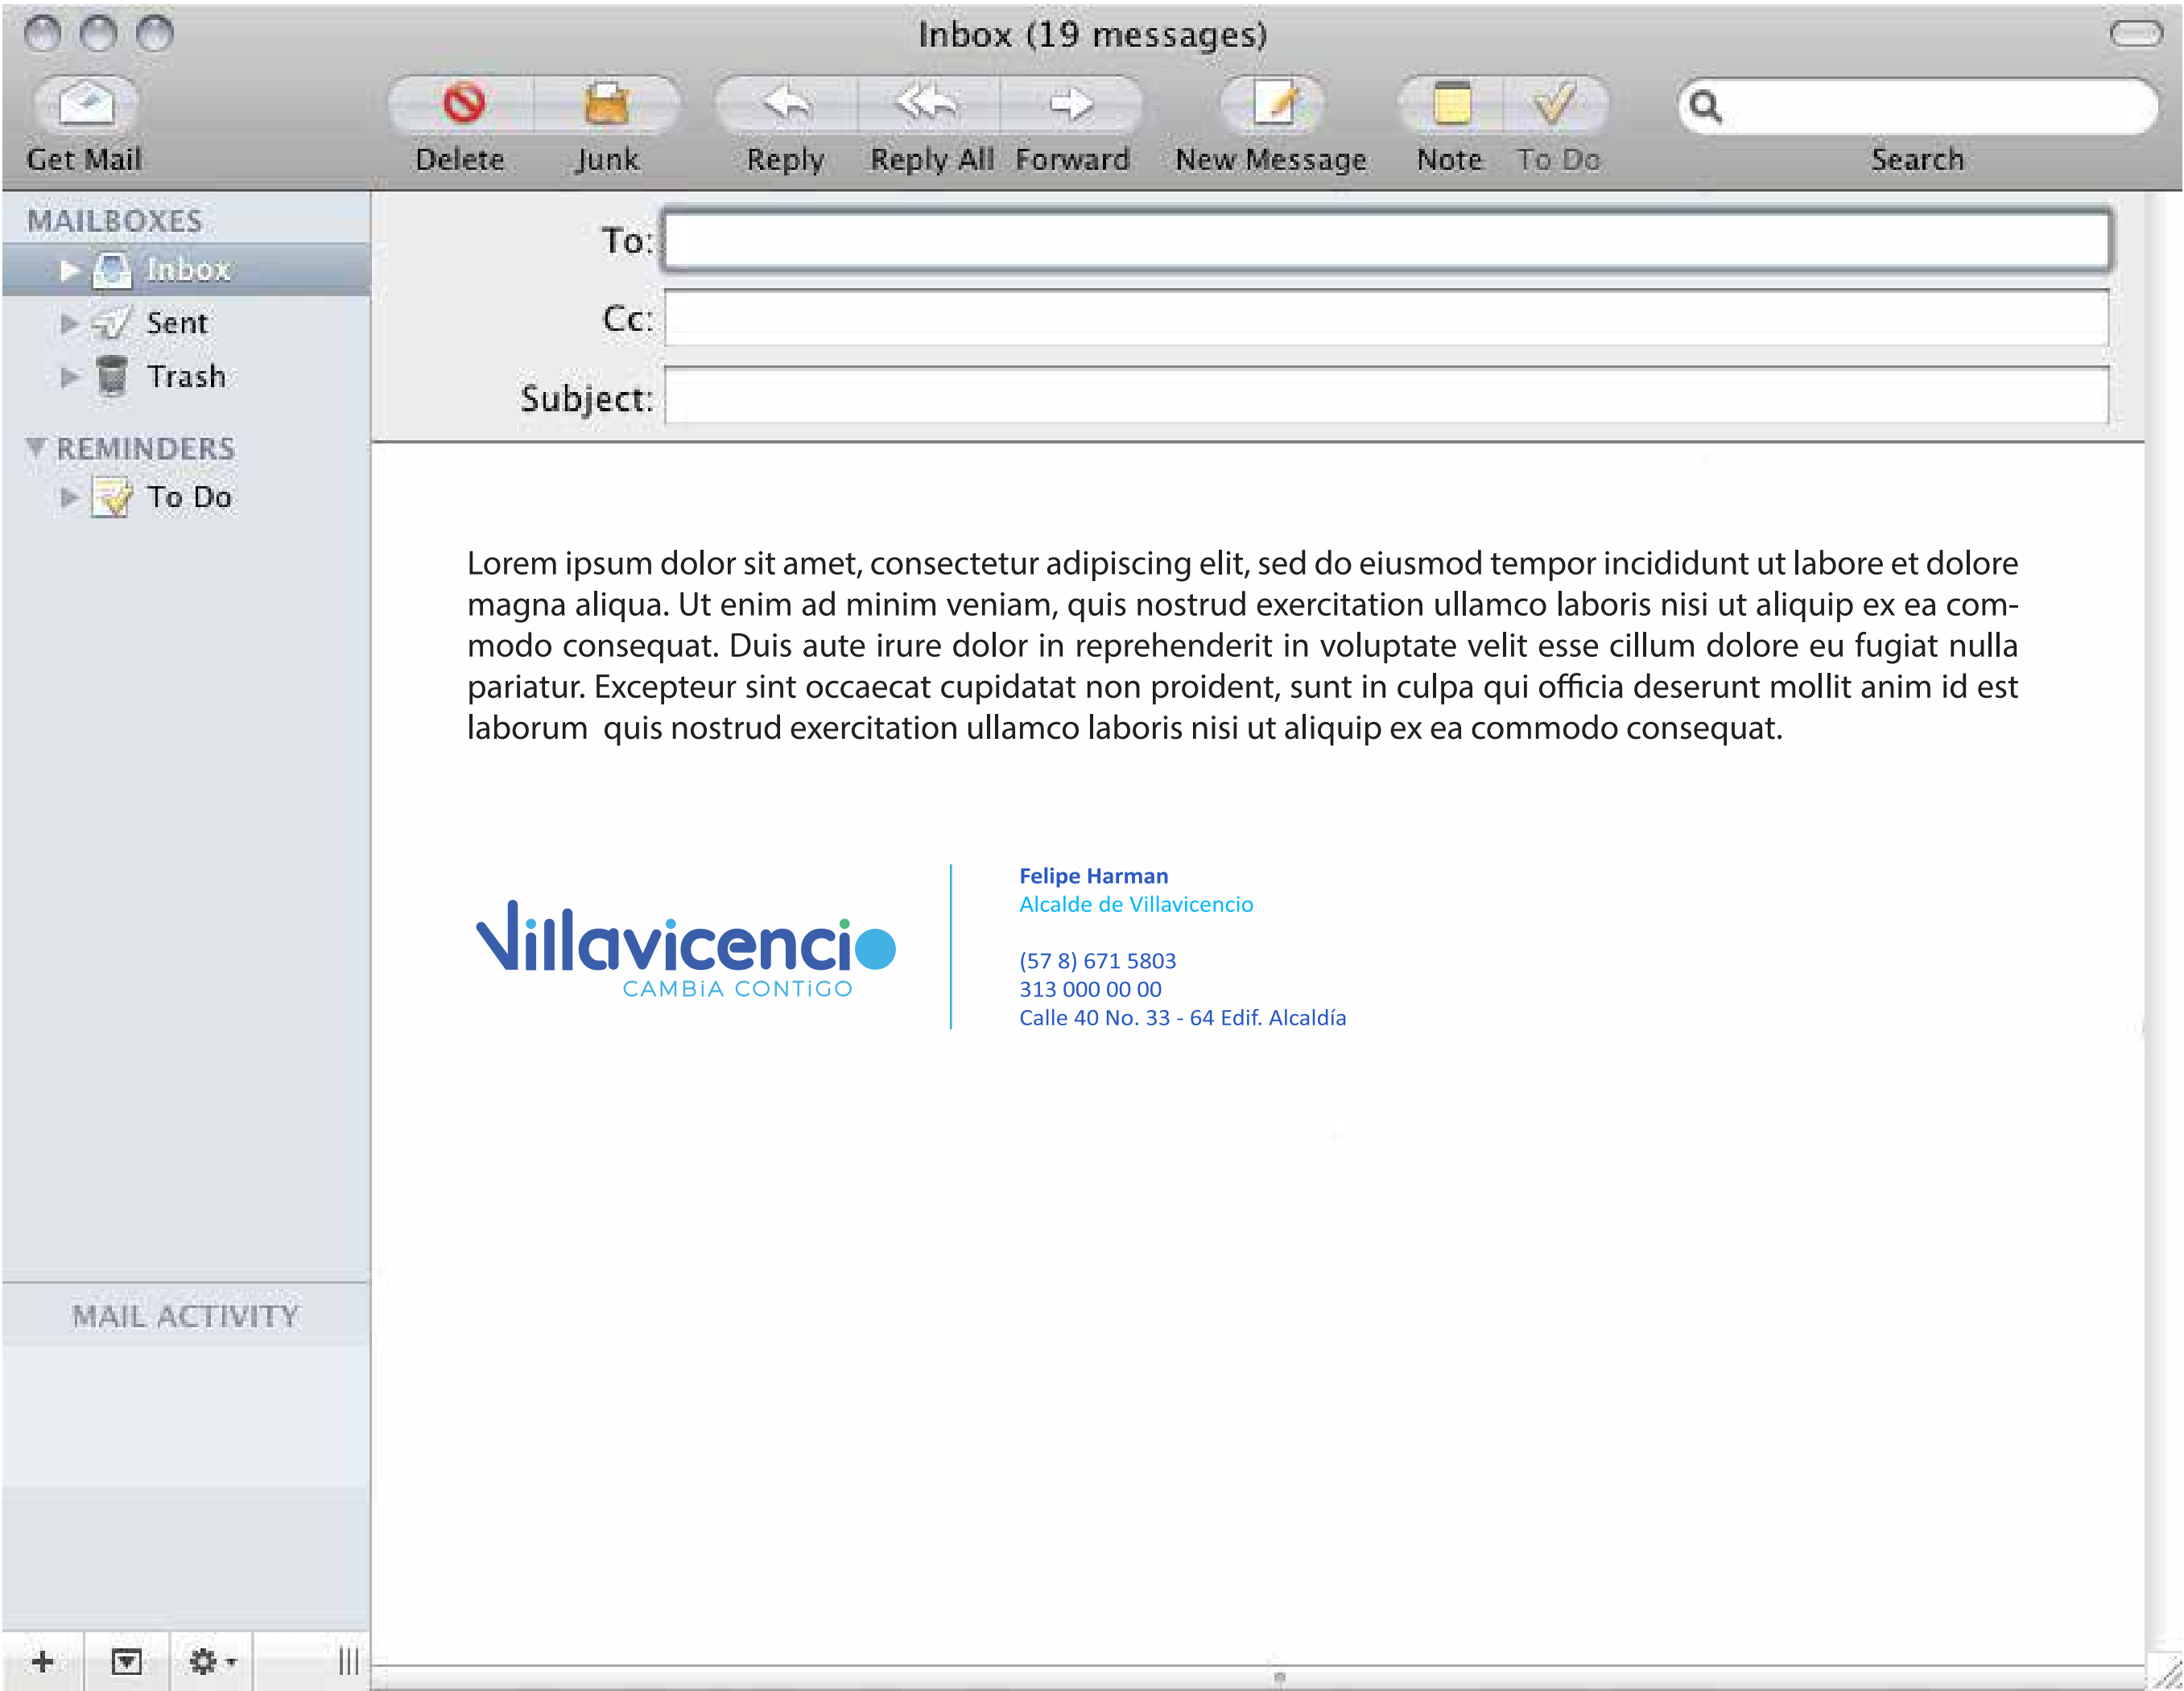 Inbox (19 messages)
Get Mail
Delete
Junk
Reply
Reply All
Forward
New Message
Note
To Do
Search
MAILBOXES
Inbox
Sent
Trash
REMINDERS
To Do
MAIL ACTIVITY
To:
Cc:
Subject:
Lorem ipsum dolor sit amet, consectetur adipiscing elit, sed do eiusmod tempor incididunt ut labore et dolore
magna aliqua. Ut enim ad minim veniam, quis nostrud exercitation ullamco laboris nisi ut aliquip ex ea com-
modo consequat. Duis aute irure dolor in reprehenderit in voluptate velit esse cillum dolore eu fugiat nulla
pariatur. Excepteur sint occaecat cupidatat non proident, sunt in culpa qui officia deserunt mollit anim id est
laborum  quis nostrud exercitation ullamco laboris nisi ut aliquip ex ea commodo consequat.
Villavicencio
CAMBiA CONTiGO
Felipe Harman
Alcalde de Villavicencio
(57 8) 671 5803
313 000 00 00
Calle 40 No. 33 - 64 Edif. Alcaldía